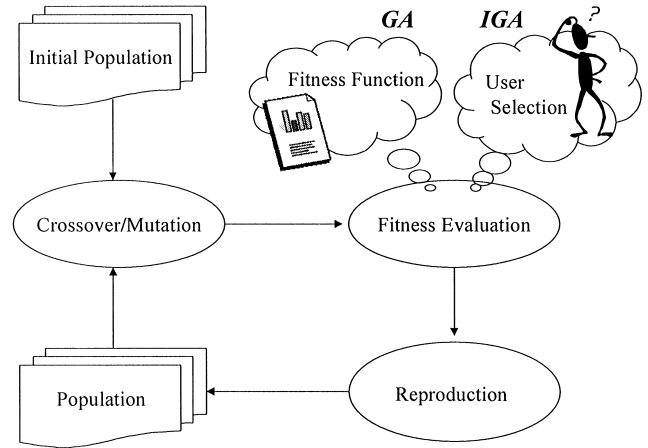 GA
IGA
?
Initial Population
Fitness Function
User
Selection
Crossover/Mutation
Fitness Evaluation
Population
Reproduction